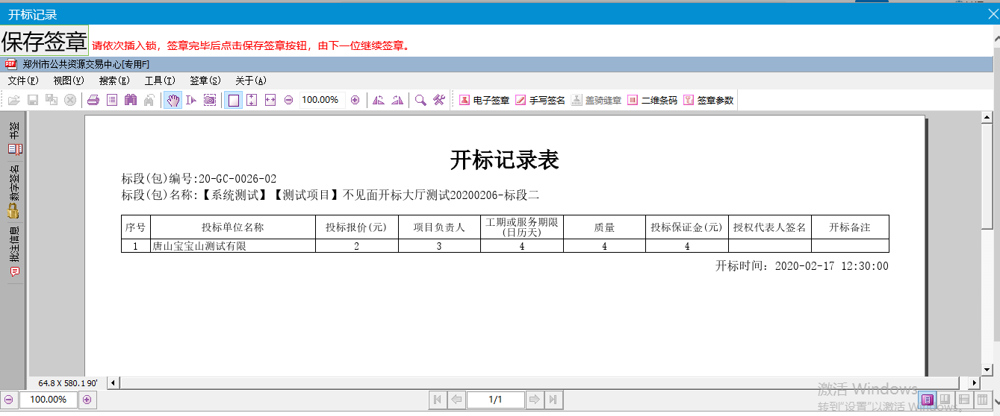 开标记录
保存签章 请依次插入锁，签章完毕后点击保存签章按钮，由下一位继续签章。
郑州市公共资源交易中心[专用F]
文件(F) 视图(V) 搜索(E) 工具(T) 签章(S) 关于(A)
100.00% 电子签章 手写签名 盖骑缝章 二维条码 签章参数
书签
数字签名
批注信息
开标记录表
标段(包)编号:20-GC-0026-02
标段(包)名称:【系统测试】【测试项目】不见面开标大厅测试20200206-标段二
序号 投标单位名称 投标报价(元) 项目负责人 工期或服务期限(日历天) 质量 投标保证金(元) 授权代表人签名 开标备注
1 唐山宝宝山测试有限 2 3 4 4 4
开标时间: 2020-02-17 12:30:00
64.8 X 580.1 90'
100.00% 1/1
激活 Windows
转到"设置"以激活 Windows。